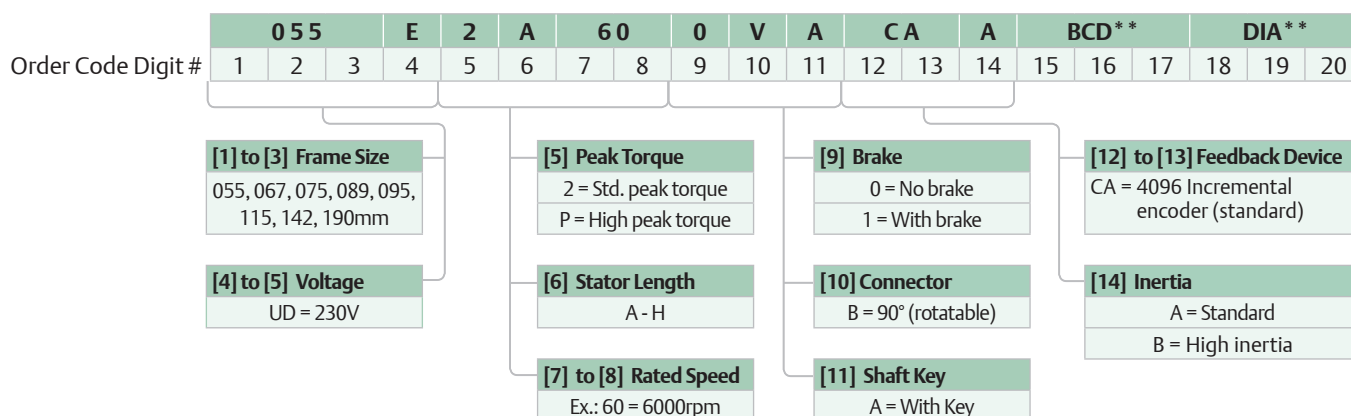 055 E 2 A 60 0 V A CA A BCD** DIA**
Order Code Digit # 1 2 3 4 5 6 7 8 9 10 11 12 13 14 15 16 17 18 19 20
[1] to [3] Frame Size
055, 067, 075, 089, 095,
115, 142, 190mm
[4] to [5] Voltage
UD = 230V
[5] Peak Torque
2 = Std. peak torque
P = High peak torque
[6] Stator Length
A - H
[7] to [8] Rated Speed
Ex.: 60 = 6000rpm
[9] Brake
0 = No brake
1 = With brake
[10] Connector
B = 90° (rotatable)
[11] Shaft Key
A = With Key
[12] to [13] Feedback Device
CA = 4096 Incremental
encoder (standard)
[14] Inertia
A = Standard
B = High inertia